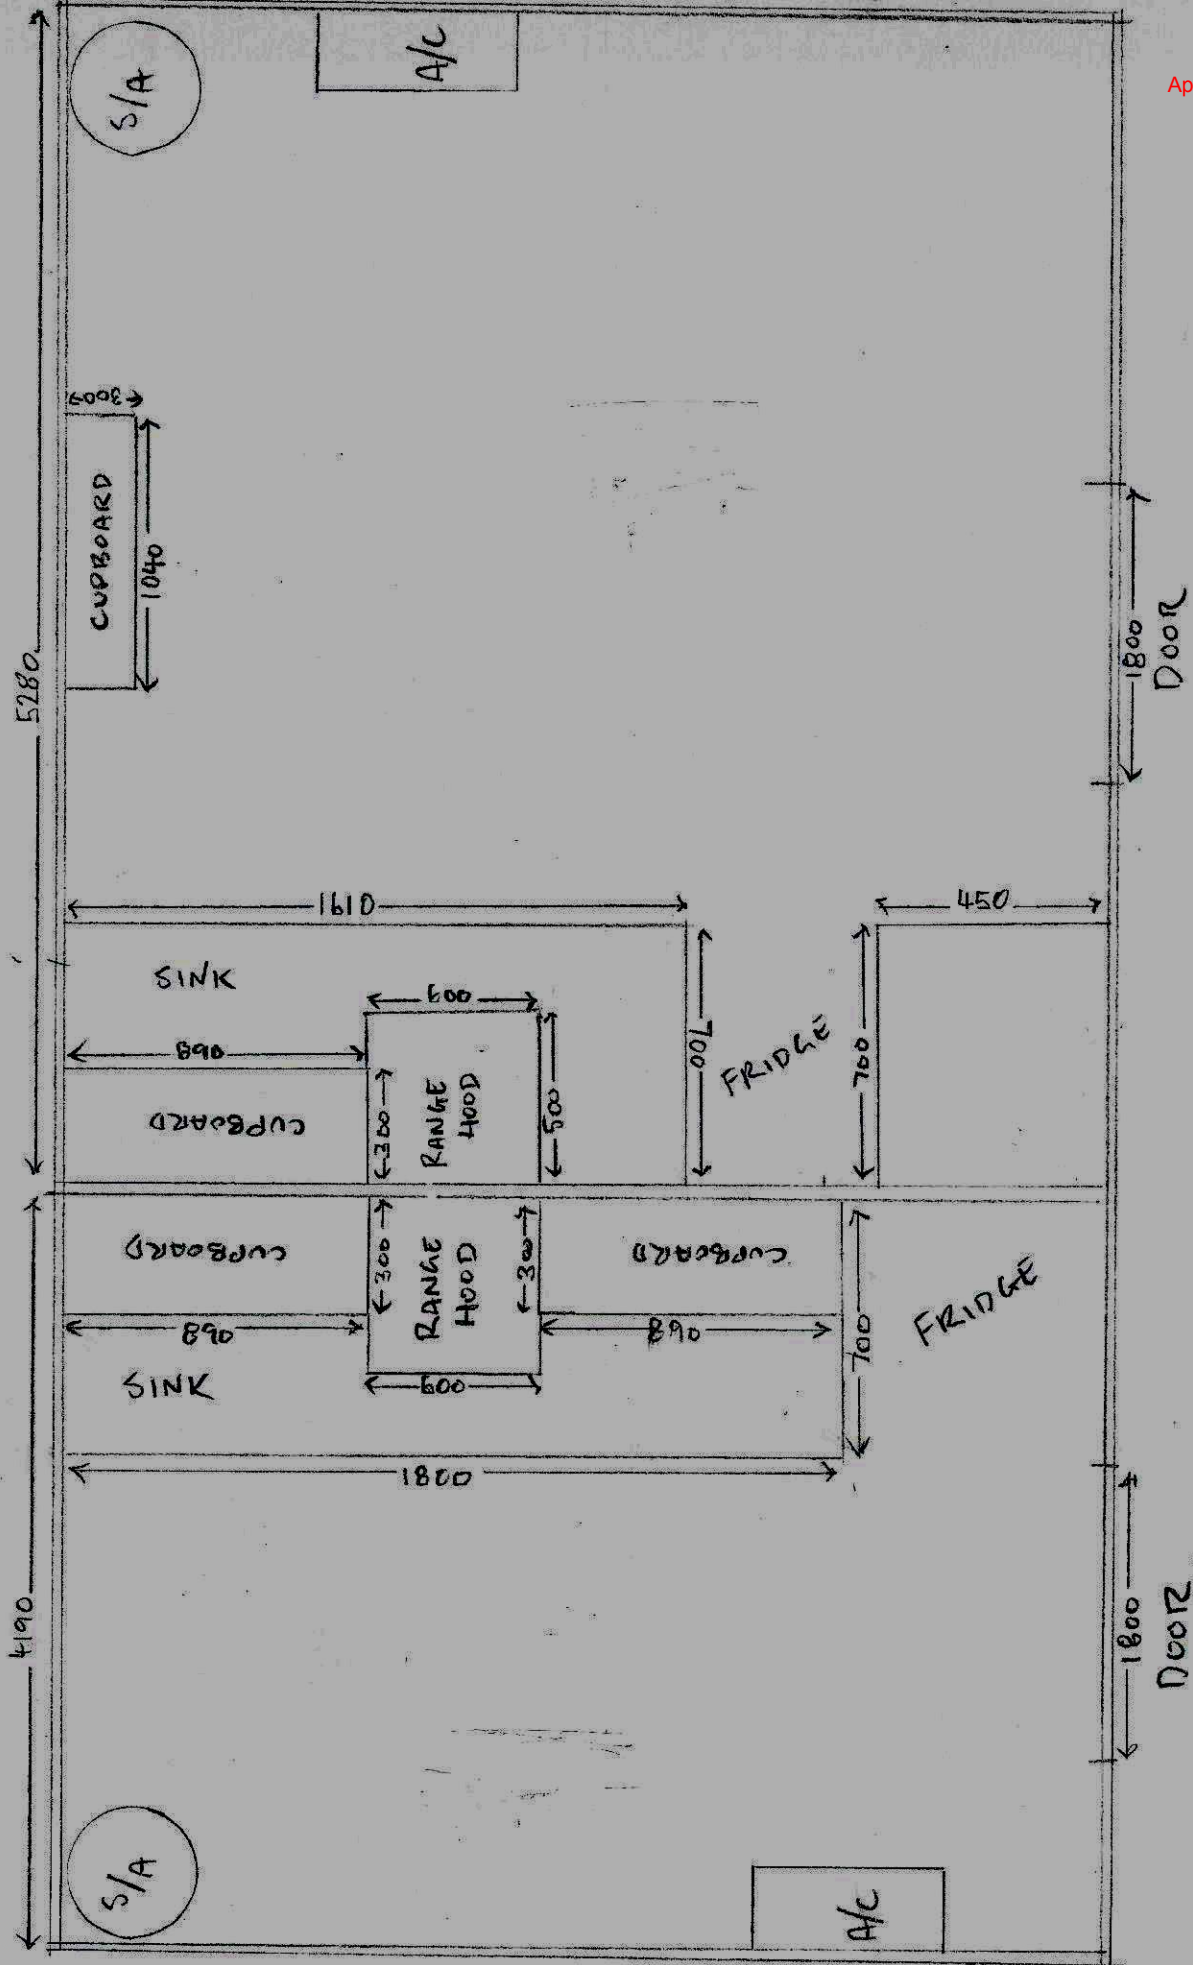 Ap
S/A
A/C
5280
300
CUPBOARD
1040
1800
DOOR
1610
450
SINK
600
890
CUPBOARD
300
RANGE
HOOD
500
700
FRIDGE
700
4190
CUPBOARD
300
RANGE
HOOD
300
CUPBOARD
890
890
700
FRIDGE
SINK
600
1800
1800
DOOR
S/A
A/C